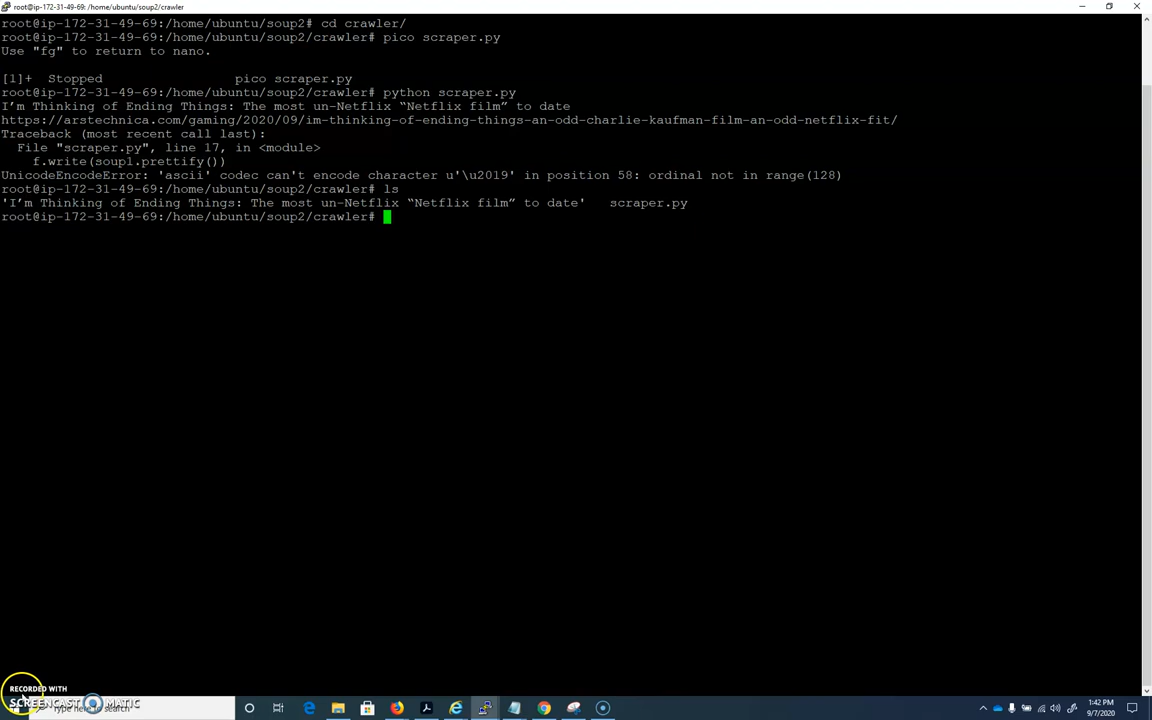 root@ip-172-31-49-69: /home/ubuntu/soup2/crawler
root@ip-172-31-49-69:/home/ubuntu/soup2# cd crawler/
root@ip-172-31-49-69:/home/ubuntu/soup2/crawler# pico scraper.py
Use "fg" to return to nano.
[1]+  Stopped                 pico scraper.py
root@ip-172-31-49-69:/home/ubuntu/soup2/crawler# python scraper.py
I’m Thinking of Ending Things: The most un-Netflix “Netflix film” to date
https://arstechnica.com/gaming/2020/09/im-thinking-of-ending-things-an-odd-charlie-kaufman-film-an-odd-netflix-fit/
Traceback (most recent call last):
  File "scraper.py", line 17, in <module>
    f.write(soup1.prettify())
UnicodeEncodeError: 'ascii' codec can't encode character u'\u2019' in position 58: ordinal not in range(128)
root@ip-172-31-49-69:/home/ubuntu/soup2/crawler# ls
'I’m Thinking of Ending Things: The most un-Netflix “Netflix film” to date'   scraper.py
root@ip-172-31-49-69:/home/ubuntu/soup2/crawler#
RECORDED WITH
SCREENCAST MATIC
Type here to search
1:42 PM
9/7/2020